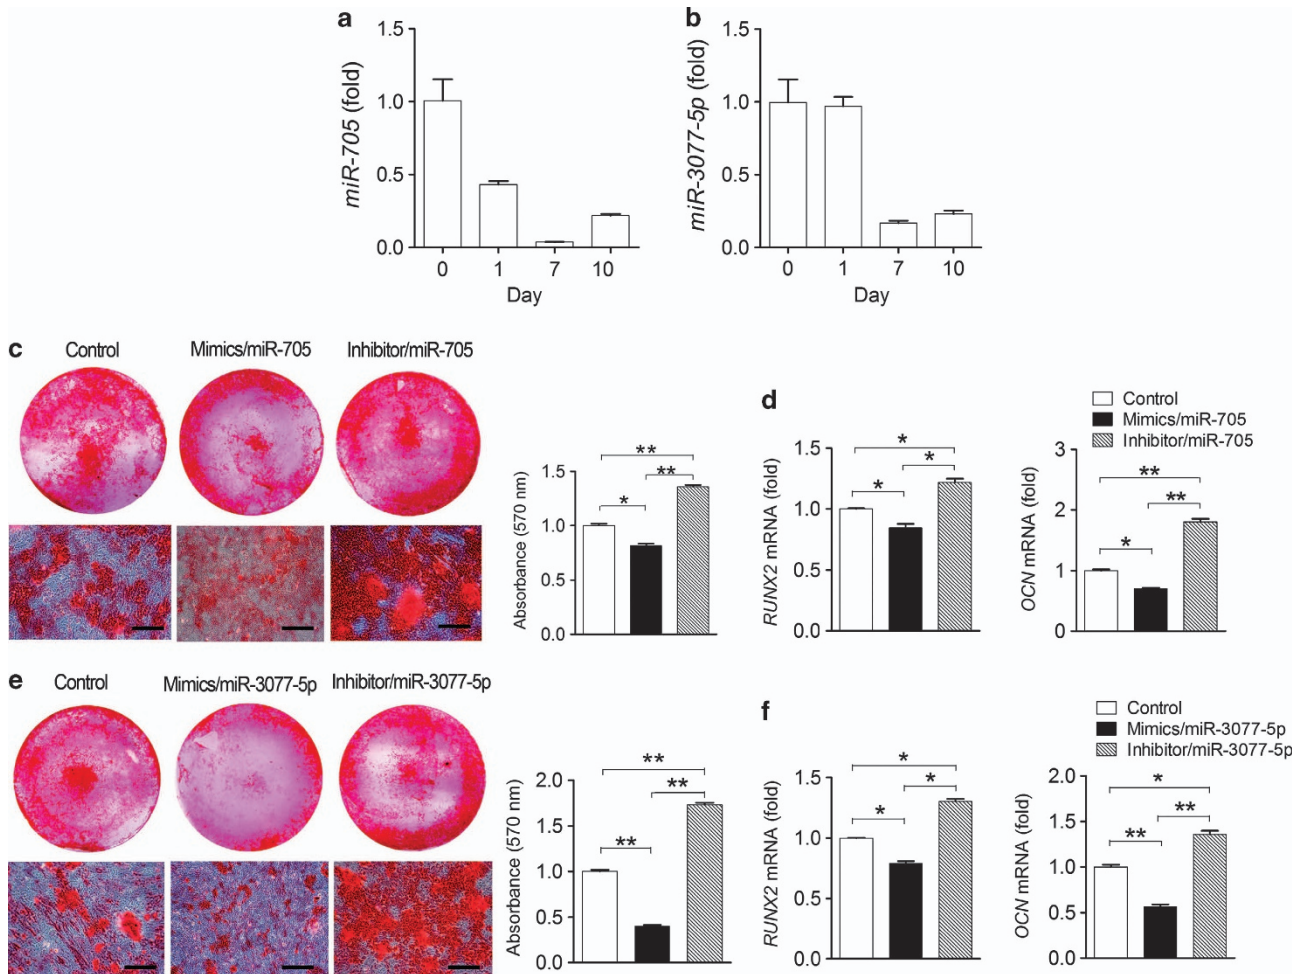 a
miR-705 (fold)
1.5
1.0
0.5
0.0
0 1 7 10
Day
b
miR-3077-5p (fold)
1.5
1.0
0.5
0.0
0 1 7 10
Day
c
Control Mimics/miR-705 Inhibitor/miR-705
Absorbance (570 nm)
1.5
1.0
0.5
0.0
**
**
*
d
RUNX2 mRNA (fold)
1.5
1.0
0.5
0.0
*
*
*
Control
Mimics/miR-705
Inhibitor/miR-705
OCN mRNA (fold)
3
2
1
0
**
**
*
e
Control Mimics/miR-3077-5p Inhibitor/miR-3077-5p
Absorbance (570 nm)
2.0
1.5
1.0
0.5
0.0
**
**
**
f
RUNX2 mRNA (fold)
1.5
1.0
0.5
0.0
*
*
*
Control
Mimics/miR-3077-5p
Inhibitor/miR-3077-5p
OCN mRNA (fold)
2.0
1.5
1.0
0.5
0.0
*
**
**